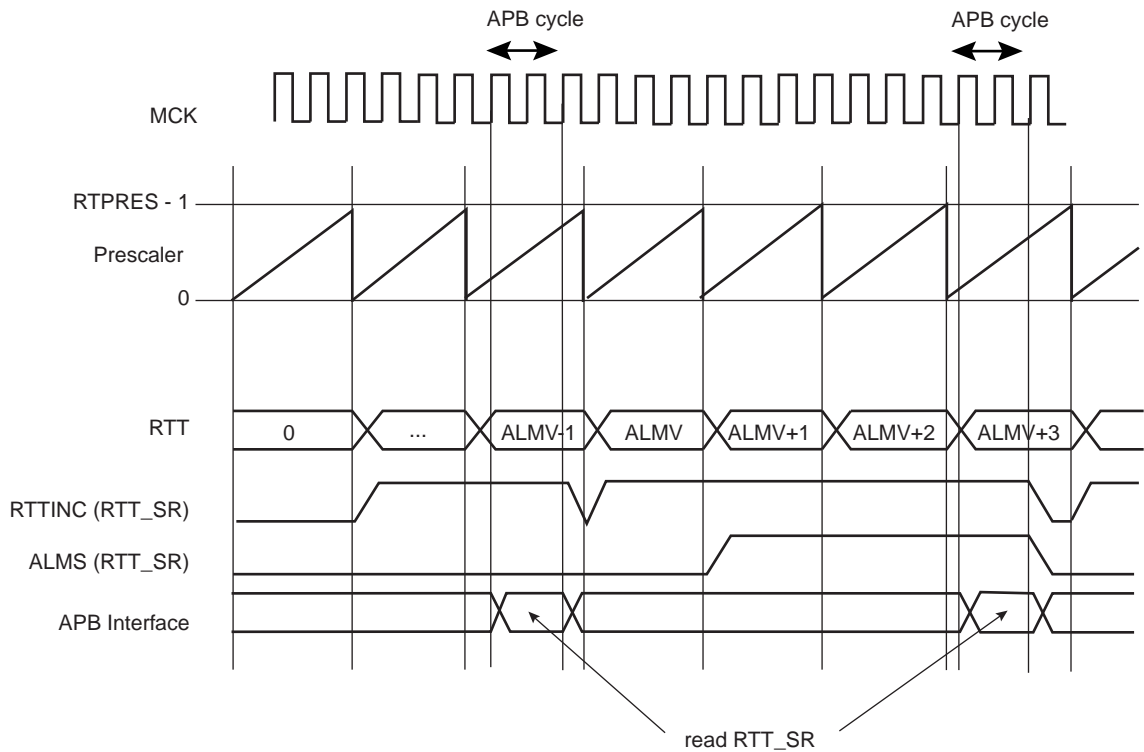 APB cycle
APB cycle
MCK
RTPRES - 1
Prescaler
0
RTT
0
...
ALMV-1
ALMV
ALMV+1
ALMV+2
ALMV+3
RTTINC (RTT_SR)
ALMS (RTT_SR)
APB Interface
read RTT_SR